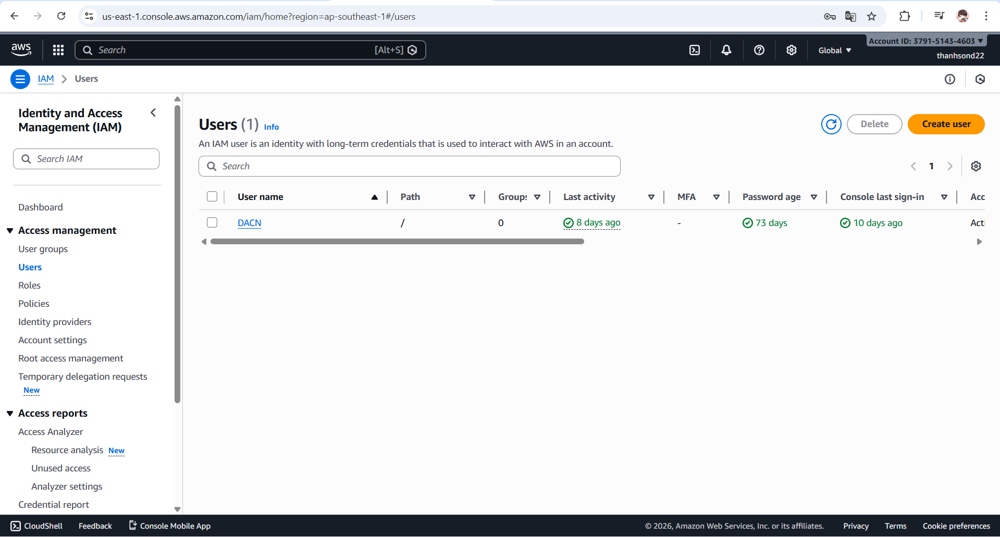 us-east-1.console.aws.amazon.com/iam/home?region=ap-southeast-1#/users
aws
Search
[Alt+S]
Global
Account ID: 3791-5143-4603
thanhsond22
IAM
Users
Identity and Access
Management (IAM)
Search IAM
Dashboard
Access management
User groups
Users
Roles
Policies
Identity providers
Account settings
Root access management
Temporary delegation requests
New
Access reports
Access Analyzer
Resource analysis New
Unused access
Analyzer settings
Credential report
Users (1) Info
Delete
Create user
An IAM user is an identity with long-term credentials that is used to interact with AWS in an account.
Search
1
User name Path Groups Last activity MFA Password age Console last sign-in Acc
DACN / 0 8 days ago - 73 days 10 days ago Acti
CloudShell Feedback Console Mobile App © 2026, Amazon Web Services, Inc. or its affiliates. Privacy Terms Cookie preferences